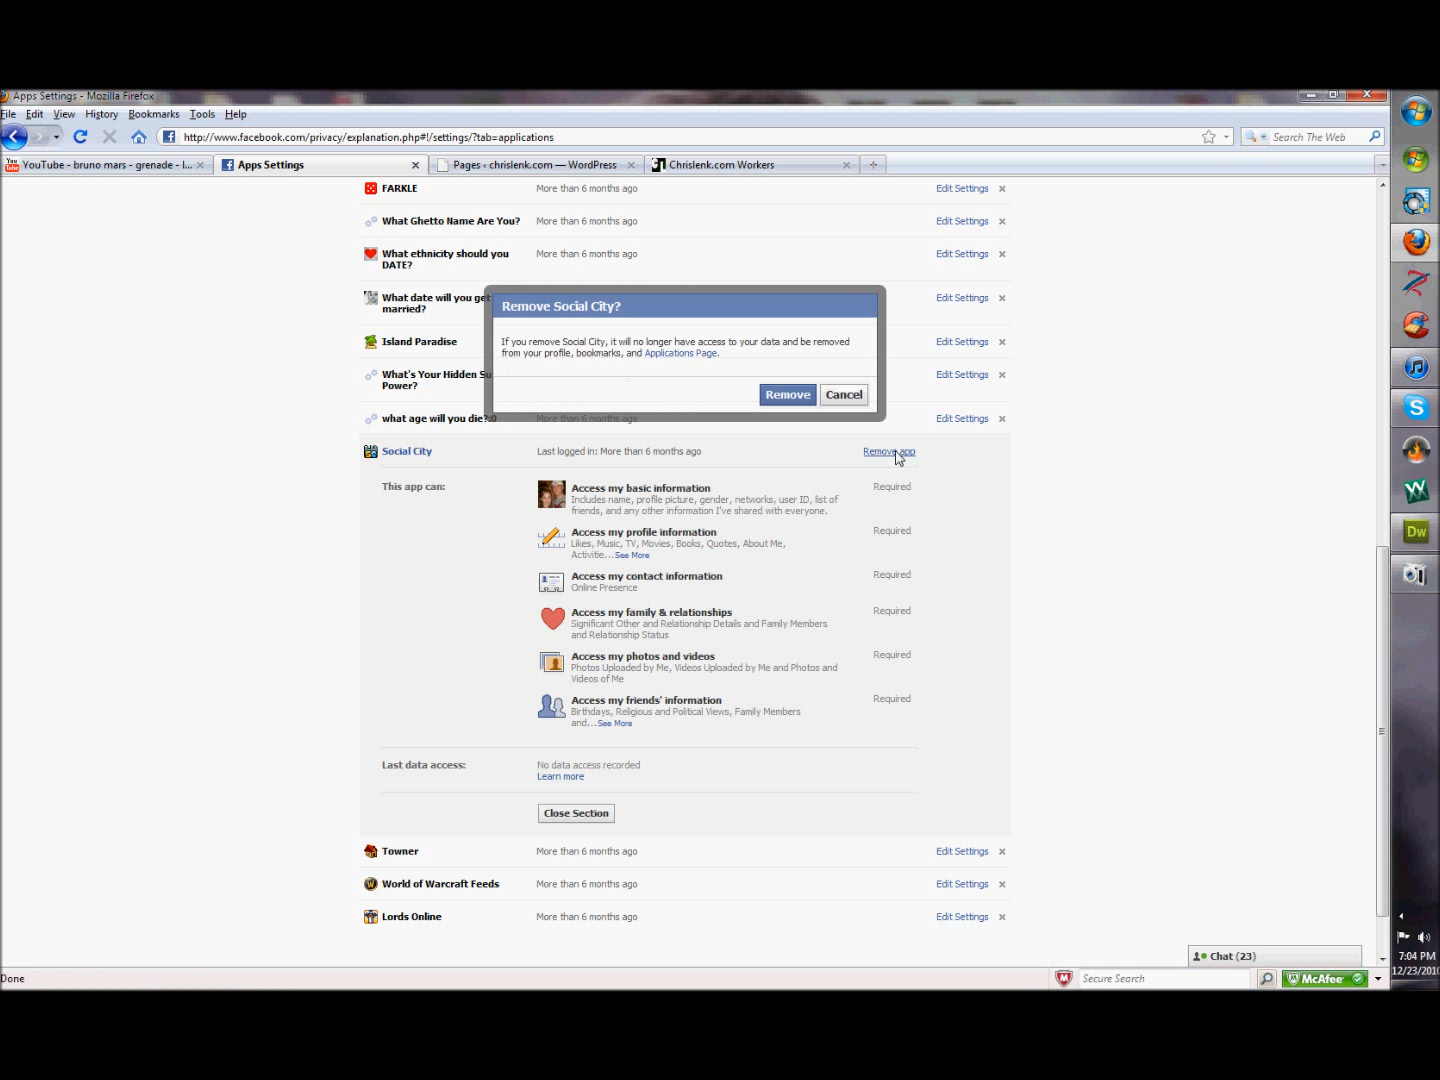 Apps Settings - Mozilla Firefox
File Edit View History Bookmarks Tools Help
http://www.facebook.com/privacy/explanation.php#!/settings/?tab=applications
Search The Web
You Tube
YouTube - bruno mars - grenade - l...
Apps Settings
Pages ‹ chrislenk.com — WordPress
Chrislenk.com Workers
FARKLE More than 6 months ago Edit Settings x
What Ghetto Name Are You? More than 6 months ago Edit Settings x
What ethnicity should you More than 6 months ago Edit Settings x
DATE?
What date will you get Edit Settings x
married?
Remove Social City?
If you remove Social City, it will no longer have access to your data and be removed
from your profile, bookmarks, and Applications Page.
Remove Cancel
Island Paradise Edit Settings x
What's Your Hidden Su Edit Settings x
Power?
what age will you die?:0 More than 6 months ago Edit Settings x
Social City Last logged in: More than 6 months ago Remove app
This app can:
Access my basic information Required
Includes name, profile picture, gender, networks, user ID, list of
friends, and any other information I've shared with everyone.
Access my profile information Required
Likes, Music, TV, Movies, Books, Quotes, About Me,
Activitie...See More
Access my contact information Required
Online Presence
Access my family & relationships Required
Significant Other and Relationship Details and Family Members
and Relationship Status
Access my photos and videos Required
Photos Uploaded by Me, Videos Uploaded by Me and Photos and
Videos of Me
Access my friends' information Required
Birthdays, Religious and Political Views, Family Members
and...See More
Last data access: No data access recorded
Learn more
Close Section
Towner More than 6 months ago Edit Settings x
World of Warcraft Feeds More than 6 months ago Edit Settings x
Lords Online More than 6 months ago Edit Settings x
Chat (23)
Done
Secure Search
McAfee
Dw
7:04 PM
12/23/2010